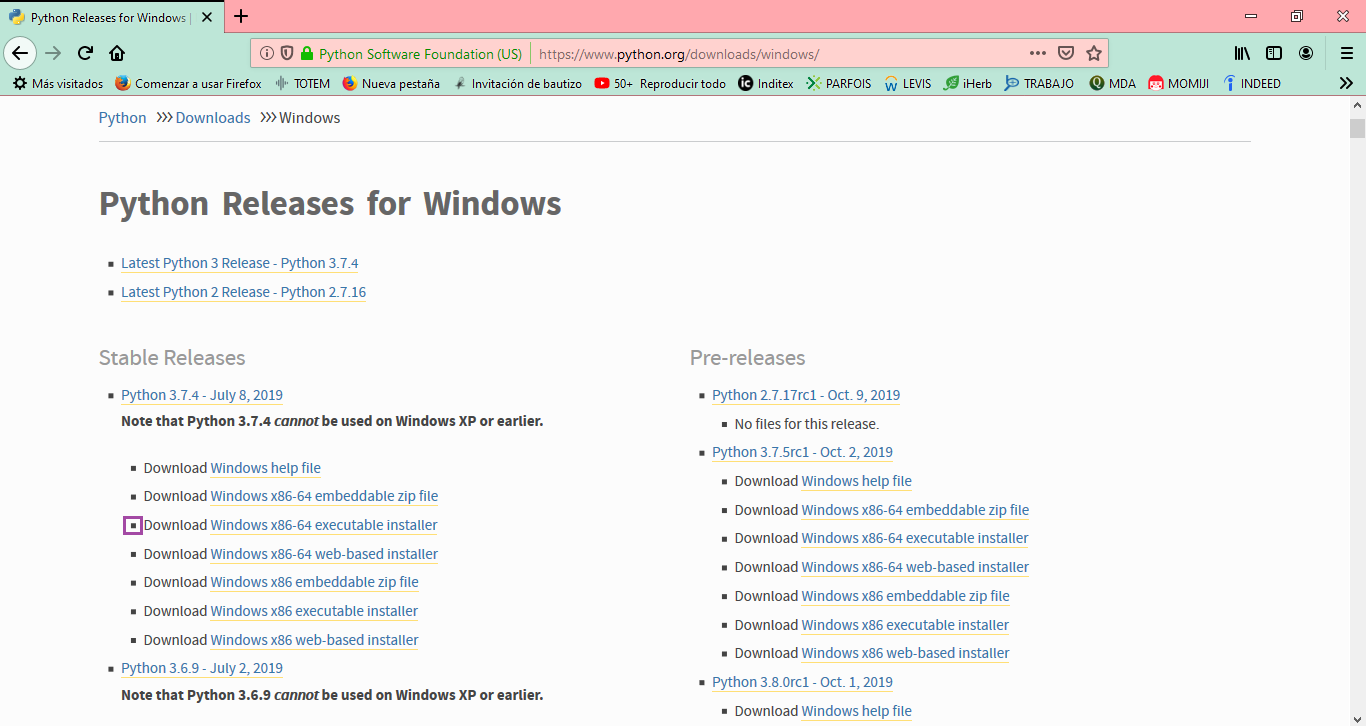 Python Releases for Windows |
Python Software Foundation (US) https://www.python.org/downloads/windows/
Más visitados Comenzar a usar Firefox TOTEM Nueva pestaña Invitación de bautizo 50+ Reproducir todo Inditex PARFOIS LEVIS iHerb TRABAJO MDA MOMIJI INDEED
Python >>> Downloads >>> Windows
Python Releases for Windows
Latest Python 3 Release - Python 3.7.4
Latest Python 2 Release - Python 2.7.16
Stable Releases
Python 3.7.4 - July 8, 2019
Note that Python 3.7.4 cannot be used on Windows XP or earlier.
Download Windows help file
Download Windows x86-64 embeddable zip file
Download Windows x86-64 executable installer
Download Windows x86-64 web-based installer
Download Windows x86 embeddable zip file
Download Windows x86 executable installer
Download Windows x86 web-based installer
Python 3.6.9 - July 2, 2019
Note that Python 3.6.9 cannot be used on Windows XP or earlier.
Pre-releases
Python 2.7.17rc1 - Oct. 9, 2019
No files for this release.
Python 3.7.5rc1 - Oct. 2, 2019
Download Windows help file
Download Windows x86-64 embeddable zip file
Download Windows x86-64 executable installer
Download Windows x86-64 web-based installer
Download Windows x86 embeddable zip file
Download Windows x86 executable installer
Download Windows x86 web-based installer
Python 3.8.0rc1 - Oct. 1, 2019
Download Windows help file